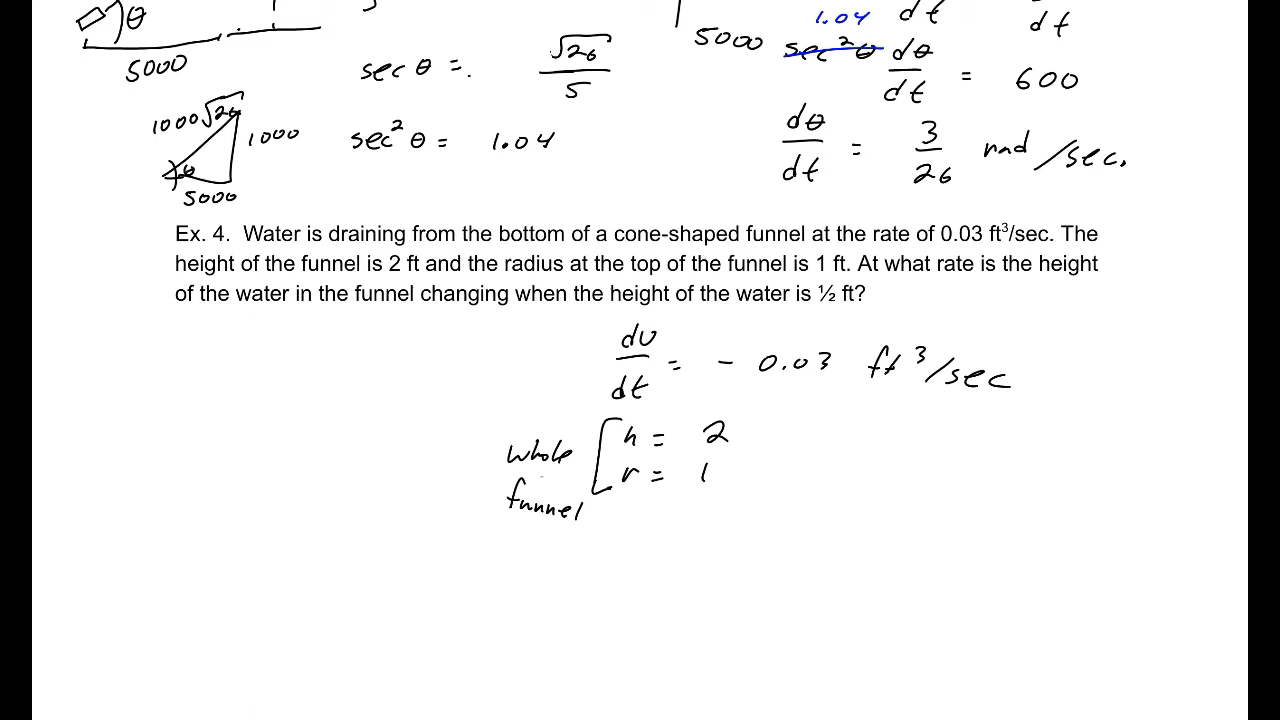 θ
5000
sec θ = √26/5
1000√26
1000
θ
5000
sec² θ = 1.04
1.04
dt
dt
5000 sec²θ dθ/dt = 600
dθ/dt = 3/26 rad/sec.
Ex. 4. Water is draining from the bottom of a cone-shaped funnel at the rate of 0.03 ft³/sec. The
height of the funnel is 2 ft and the radius at the top of the funnel is 1 ft. At what rate is the height
of the water in the funnel changing when the height of the water is ½ ft?
dv/dt = - 0.03 ft³/sec
whole
funnel
h = 2
r = 1